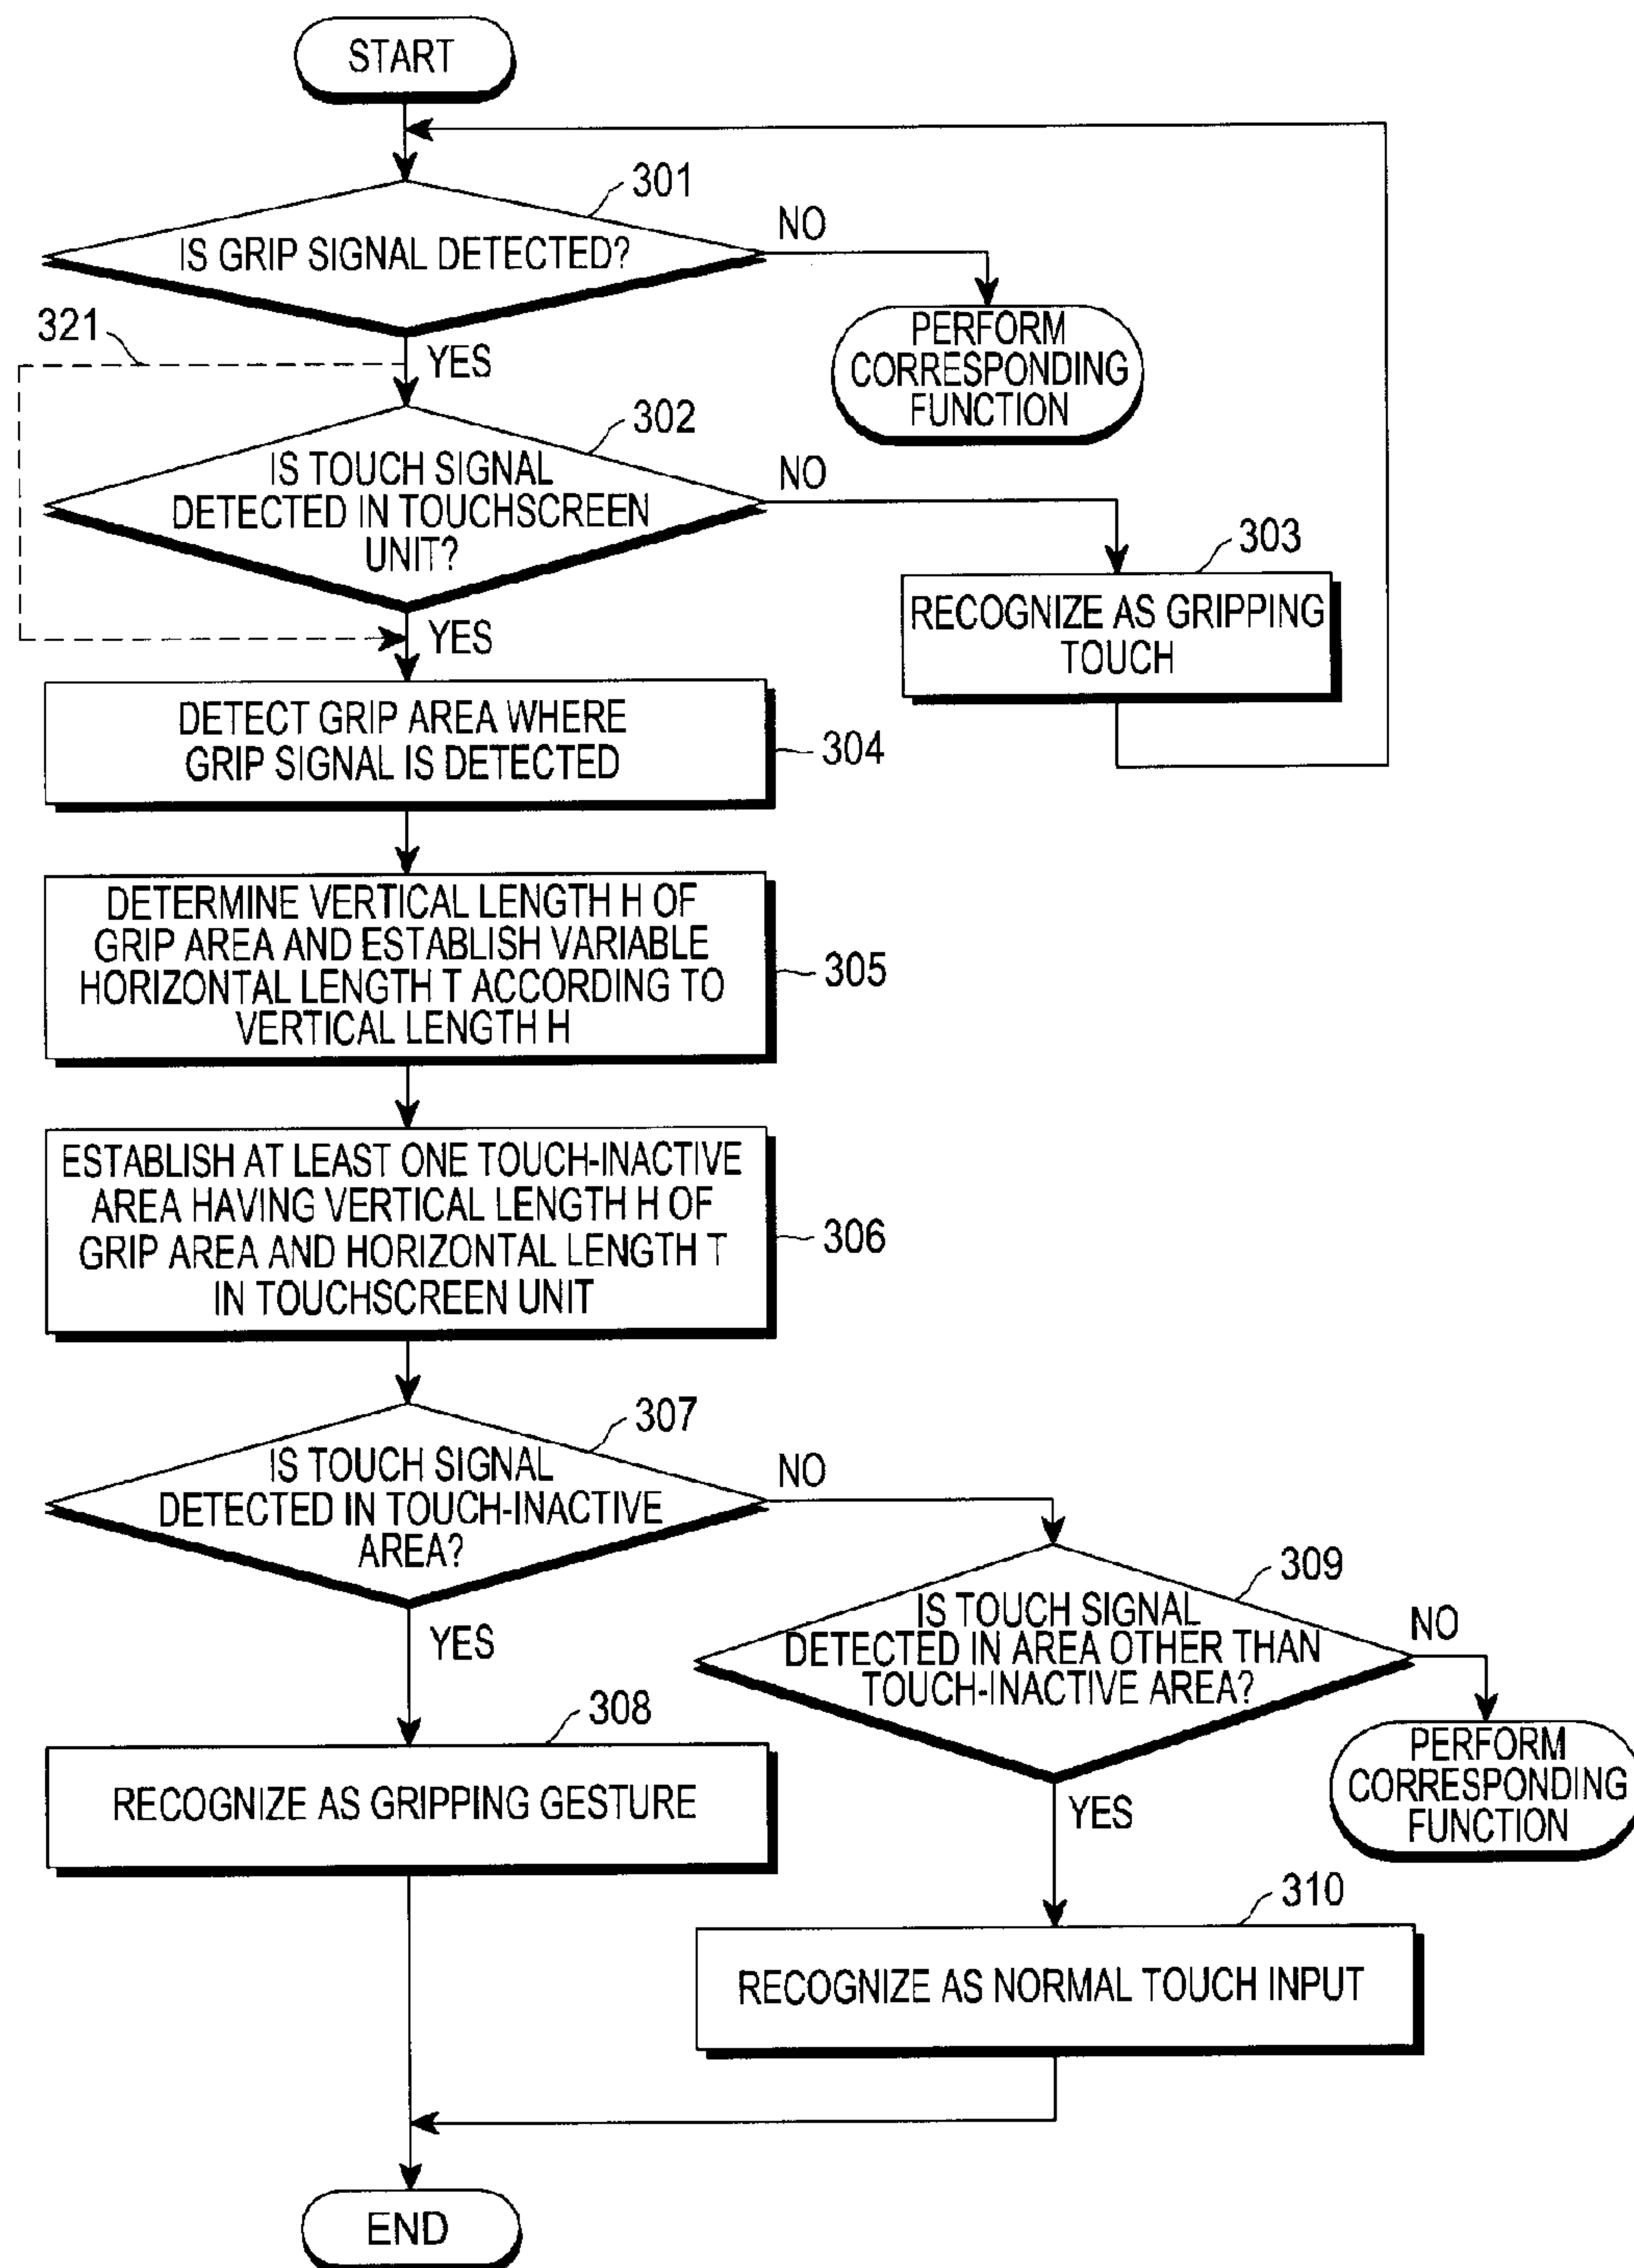 START
301
IS GRIP SIGNAL DETECTED?
NO
PERFORM
CORRESPONDING
FUNCTION
321
YES
302
IS TOUCH SIGNAL
DETECTED IN TOUCHSCREEN
UNIT?
NO
303
RECOGNIZE AS GRIPPING
TOUCH
YES
DETECT GRIP AREA WHERE
GRIP SIGNAL IS DETECTED
304
DETERMINE VERTICAL LENGTH H OF
GRIP AREA AND ESTABLISH VARIABLE
HORIZONTAL LENGTH T ACCORDING TO
VERTICAL LENGTH H
305
ESTABLISH AT LEAST ONE TOUCH-INACTIVE
AREA HAVING VERTICAL LENGTH H OF
GRIP AREA AND HORIZONTAL LENGTH T
IN TOUCHSCREEN UNIT
306
307
IS TOUCH SIGNAL
DETECTED IN TOUCH-INACTIVE
AREA?
NO
309
IS TOUCH SIGNAL
DETECTED IN AREA OTHER THAN
TOUCH-INACTIVE AREA?
NO
PERFORM
CORRESPONDING
FUNCTION
YES
308
RECOGNIZE AS GRIPPING GESTURE
YES
310
RECOGNIZE AS NORMAL TOUCH INPUT
END